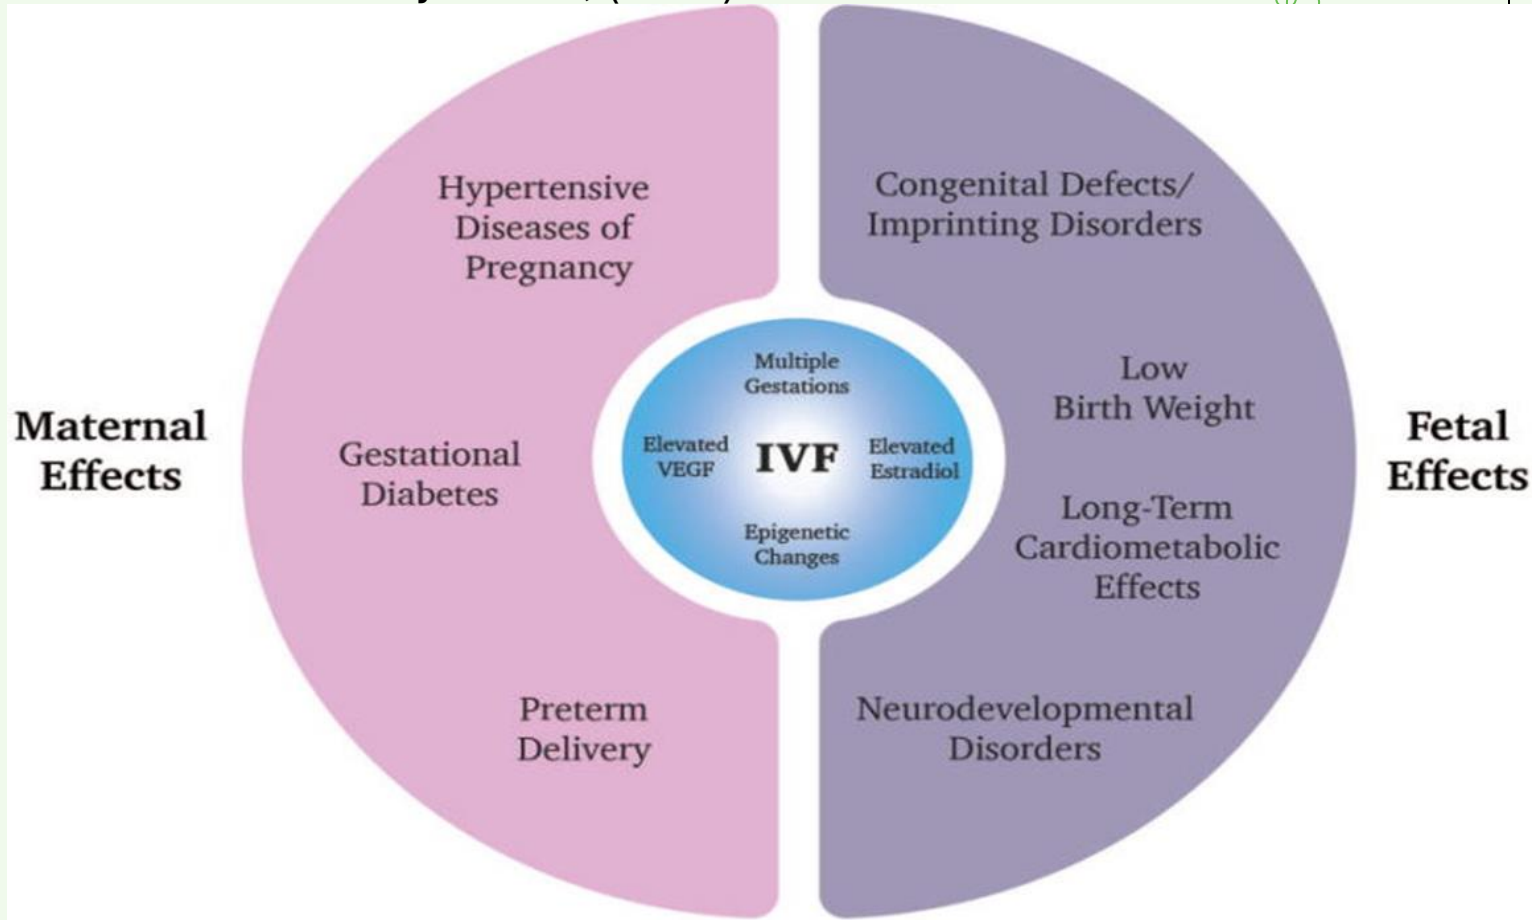 Hypertensive
Diseases of
Pregnancy
Gestational
Diabetes
Preterm
Delivery
Maternal
Effects
Multiple
Gestations
Elevated
VEGF
IVF
Elevated
Estradiol
Epigenetic
Changes
Congenital Defects/
Imprinting Disorders
Low
Birth Weight
Long-Term
Cardiometabolic
Effects
Neurodevelopmental
Disorders
Fetal
Effects